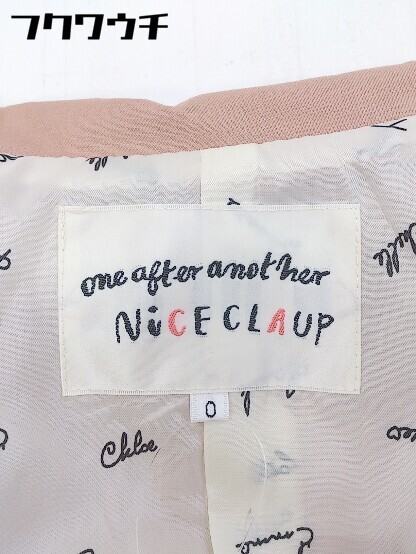 フクワウチ
one after another
NiCE CLAUP
0
Chloe